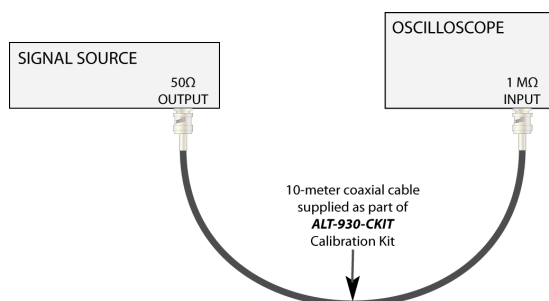 SIGNAL SOURCE
50Ω
OUTPUT
OSCILLOSCOPE
1 MΩ
INPUT
10-meter coaxial cable
supplied as part of
ALT-930-CKIT
Calibration Kit